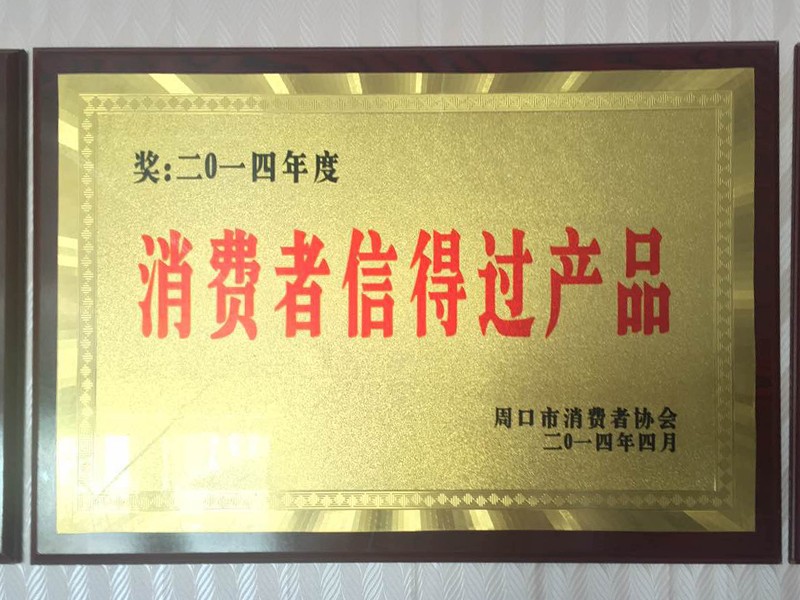 奖:二0一四年度
消费者信得过产品
周口市消费者协会
二0一四年四月